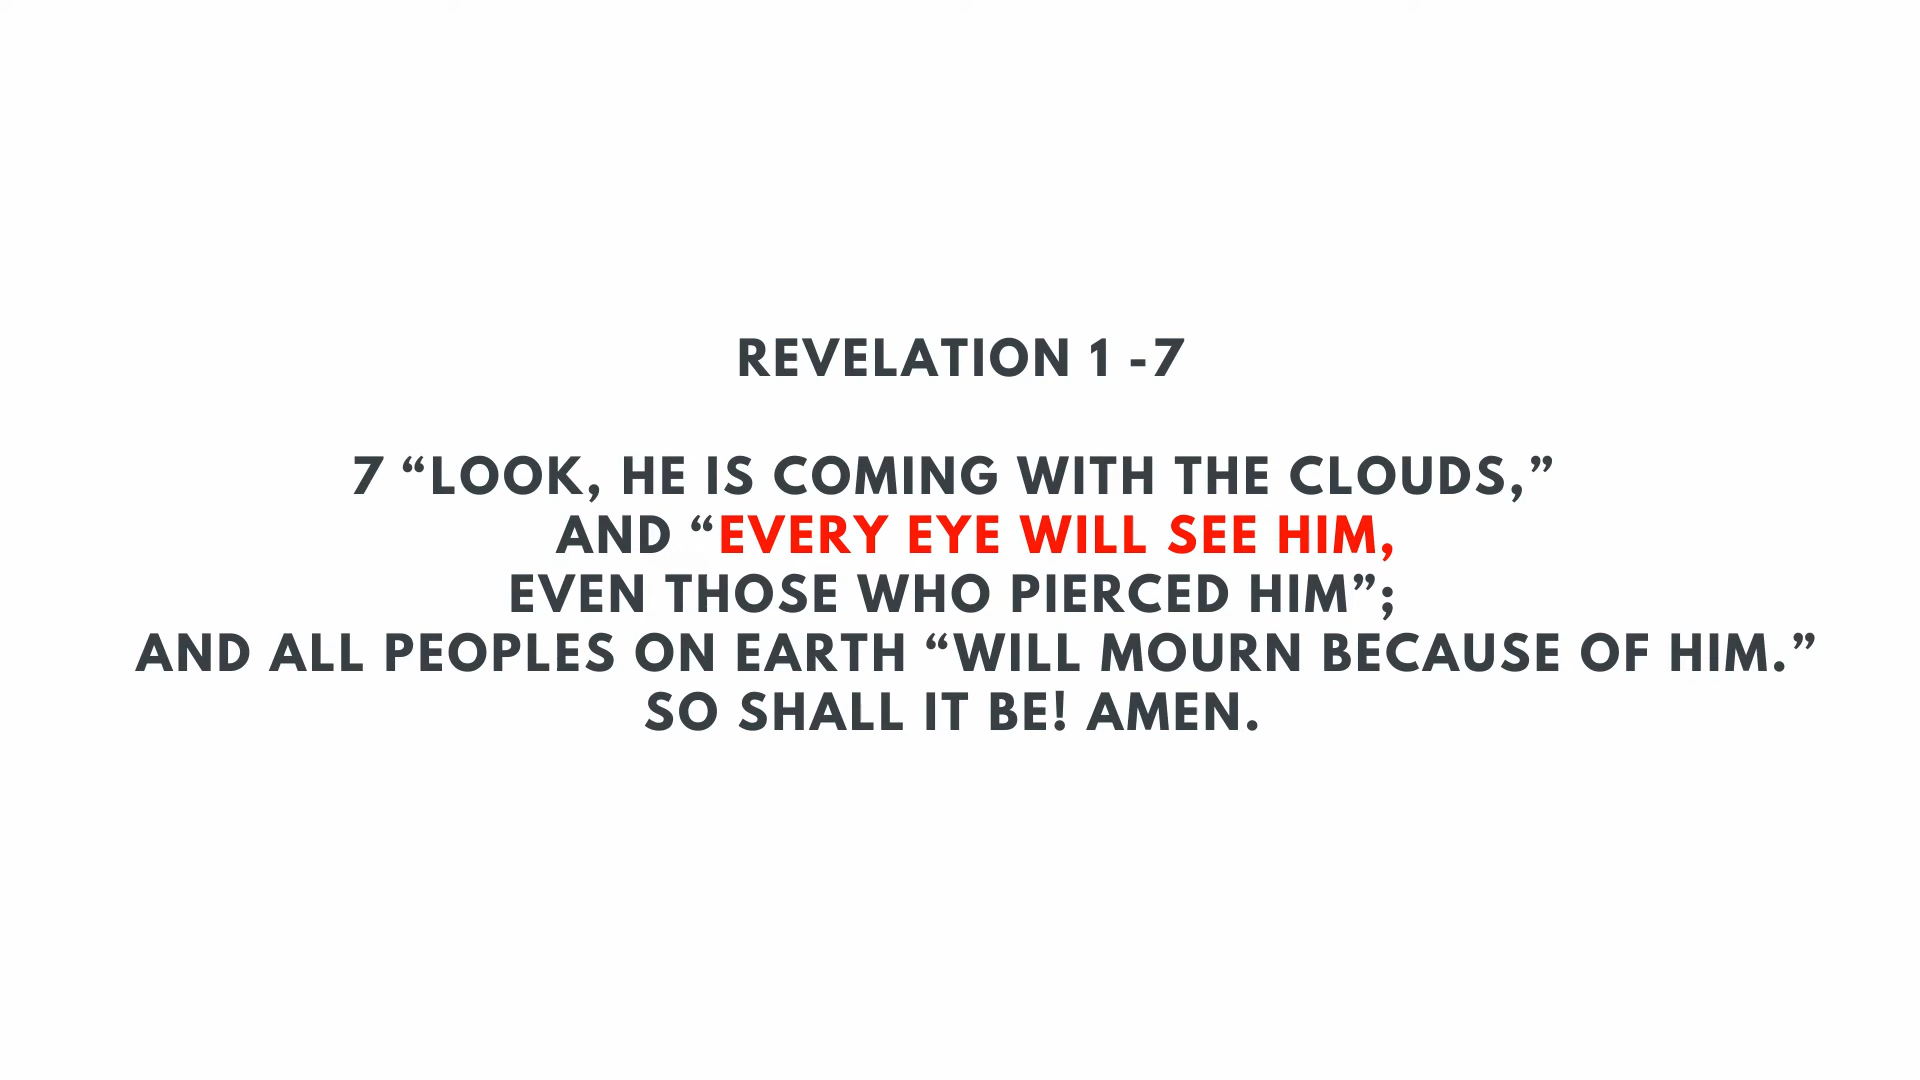 REVELATION 1 -7
7 “LOOK, HE IS COMING WITH THE CLOUDS,”
AND “EVERY EYE WILL SEE HIM,
EVEN THOSE WHO PIERCED HIM”;
AND ALL PEOPLES ON EARTH “WILL MOURN BECAUSE OF HIM.”
SO SHALL IT BE! AMEN.